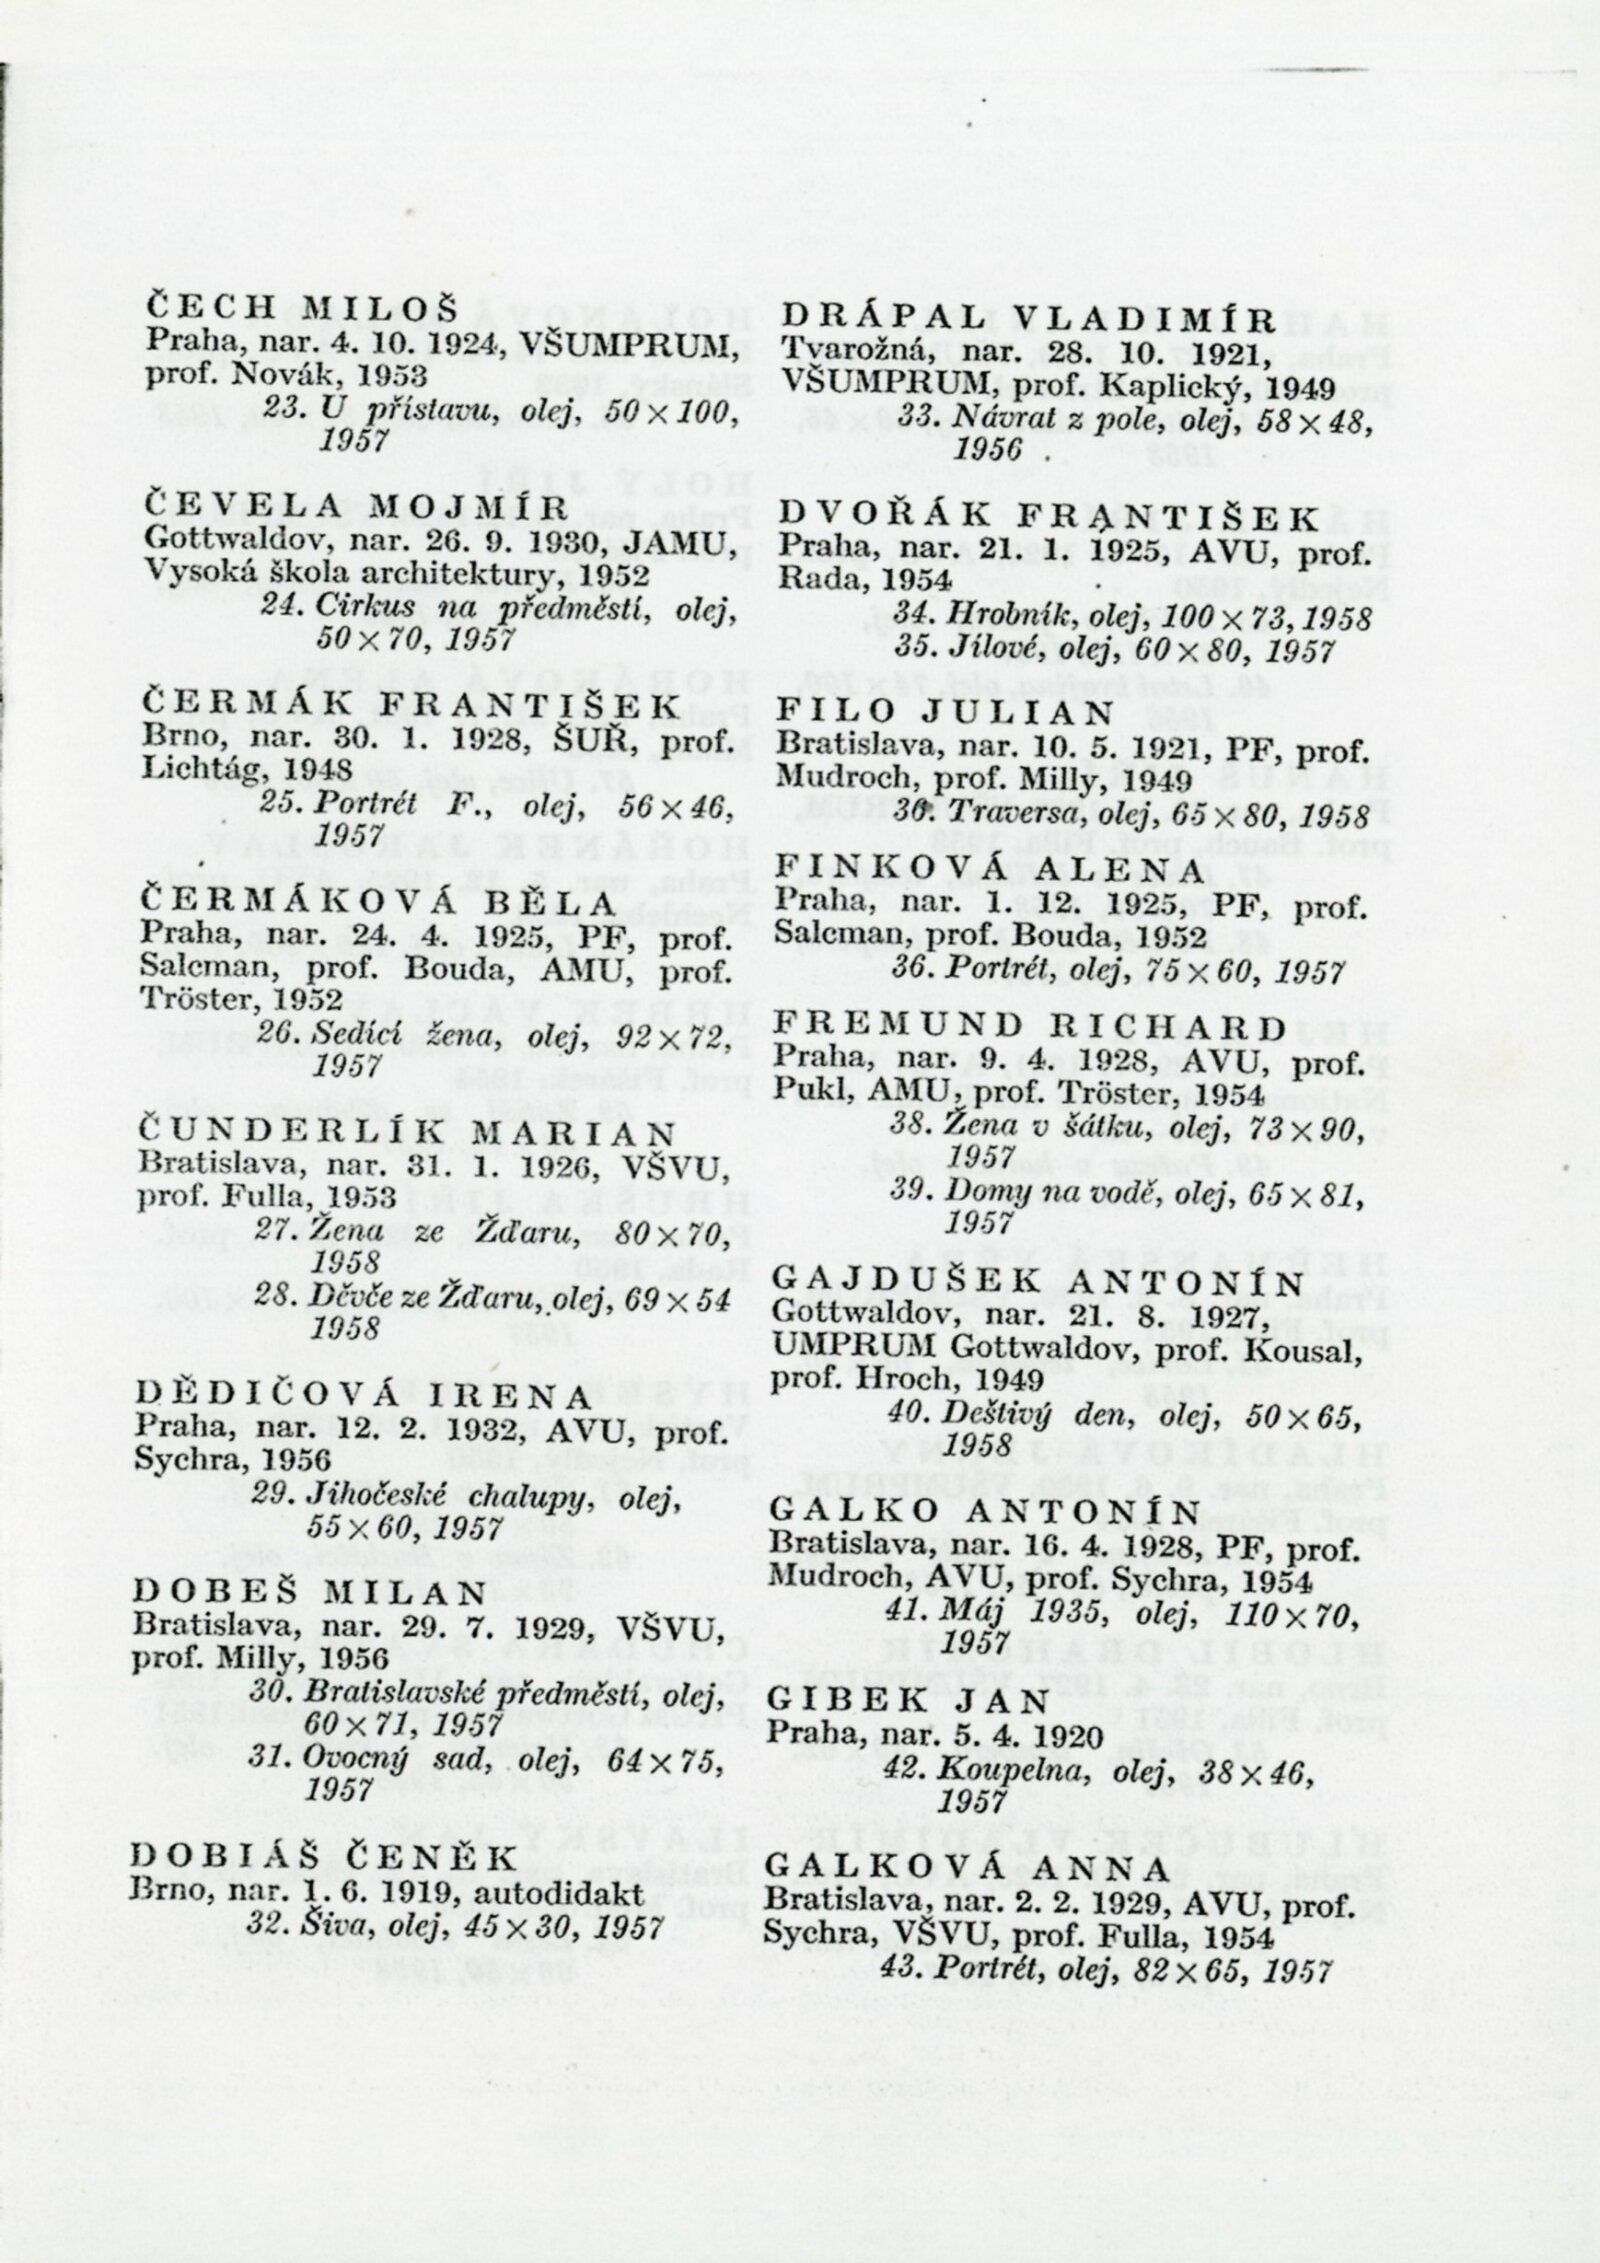 ČECH MILOŠ
Praha, nar. 4. 10. 1924, VŠUMPRUM,
prof. Novák, 1953
23. U přístavu, olej, 50×100,
1957
ČEVELA MOJMÍR
Gottwaldov, nar. 26. 9. 1930, JAMU,
Vysoká škola architektury, 1952
24. Cirkus na předměstí, olej,
50×70, 1957
ČERMÁK FRANTIŠEK
Brno, nar. 30. 1. 1928, ŠUŘ, prof.
Lichtág, 1948
25. Portrét F., olej, 56×46,
1957
ČERMÁKOVÁ BĚLA
Praha, nar. 24. 4. 1925, PF, prof.
Salcman, prof. Bouda, AMU, prof.
Tröster, 1952
26. Sedící žena, olej, 92×72,
1957
ČUNDERLÍK MARIAN
Bratislava, nar. 31. 1. 1926, VŠVU,
prof. Fulla, 1953
27. Žena ze Žďaru, 80×70,
1958
28. Děvče ze Žďaru, olej, 69×54
1958
DĚDIČOVÁ IRENA
Praha, nar. 12. 2. 1932, AVU, prof.
Sychra, 1956
29. Jihočeské chalupy, olej,
55×60, 1957
DOBEŠ MILAN
Bratislava, nar. 29. 7. 1929, VŠVU,
prof. Milly, 1956
30. Bratislavské předměstí, olej,
60×71, 1957
31. Ovocný sad, olej, 64×75,
1957
DOBIÁŠ ČENĚK
Brno, nar. 1. 6. 1919, autodidakt
32. Šiva, olej, 45×30, 1957
DRÁPAL VLADIMÍR
Tvarožná, nar. 28. 10. 1921,
VŠUMPRUM, prof. Kaplický, 1949
33. Návrat z pole, olej, 58×48,
1956
DVOŘÁK FRANTIŠEK
Praha, nar. 21. 1. 1925, AVU, prof.
Rada, 1954
34. Hrobník, olej, 100×73, 1958
35. Jílové, olej, 60×80, 1957
FILO JULIAN
Bratislava, nar. 10. 5. 1921, PF, prof.
Mudroch, prof. Milly, 1949
36. Traversa, olej, 65×80, 1958
FINKOVÁ ALENA
Praha, nar. 1. 12. 1925, PF, prof.
Salcman, prof. Bouda, 1952
36. Portrét, olej, 75×60, 1957
FREMUND RICHARD
Praha, nar. 9. 4. 1928, AVU, prof.
Pukl, AMU, prof. Tröster, 1954
38. Žena v šátku, olej, 73×90,
1957
39. Domy na vodě, olej, 65×81,
1957
GAJDUŠEK ANTONÍN
Gottwaldov, nar. 21. 8. 1927,
UMPRUM Gottwaldov, prof. Kousal,
prof. Hroch, 1949
40. Deštivý den, olej, 50×65,
1958
GALKO ANTONÍN
Bratislava, nar. 16. 4. 1928, PF, prof.
Mudroch, AVU, prof. Sychra, 1954
41. Máj 1935, olej, 110×70,
1957
GIBEK JAN
Praha, nar. 5. 4. 1920
42. Koupelna, olej, 38×46,
1957
GALKOVÁ ANNA
Bratislava, nar. 2. 2. 1929, AVU, prof.
Sychra, VŠVU, prof. Fulla, 1954
43. Portrét, olej, 82×65, 1957